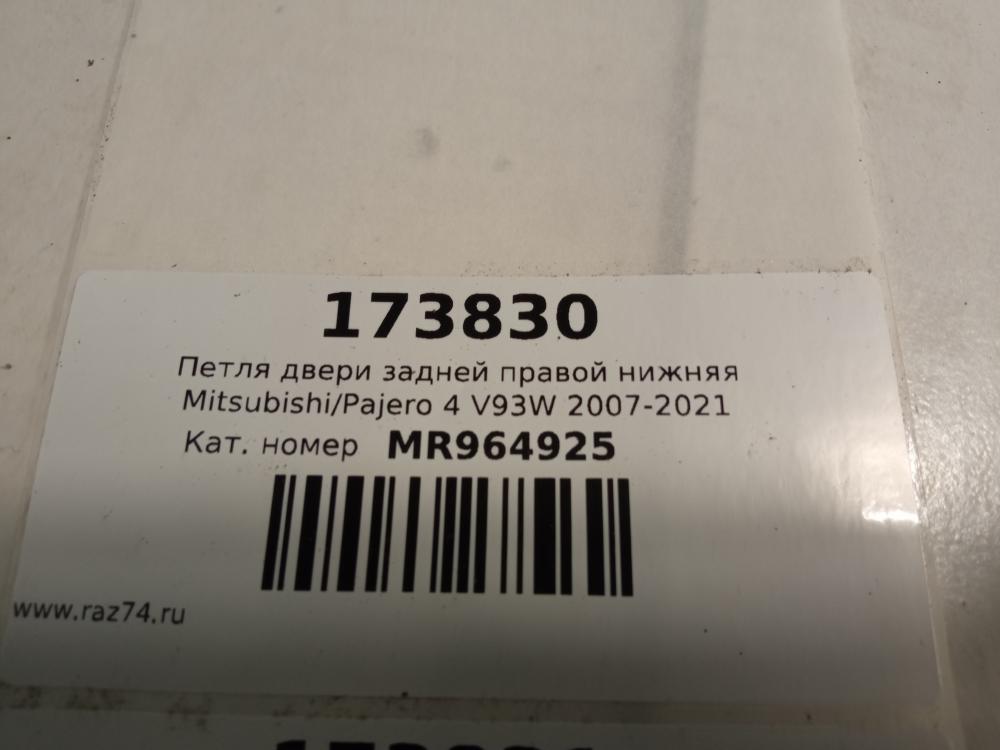 173830
Петля двери задней правой нижняя
Mitsubishi/Pajero 4 V93W 2007-2021
Кат. номер MR964925
www.raz74.ru